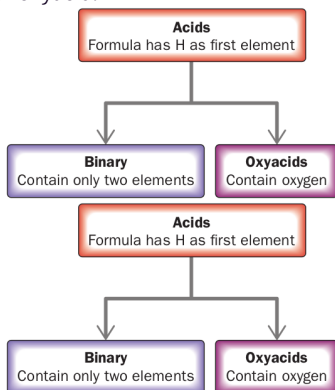 Acids
Formula has H as first element
Binary
Contain only two elements
Oxyacids
Contain oxygen
Acids
Formula has H as first element
Binary
Contain only two elements
Oxyacids
Contain oxygen